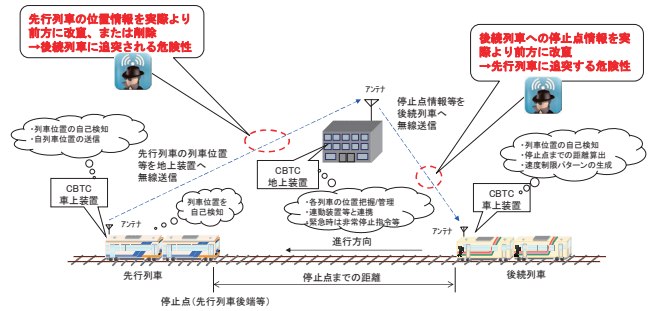 先行列車の位置情報を実際より
前方に改竄、または削除
→後続列車に追突される危険性
後続列車への停止点情報を実
際より前方に改竄
→先行列車に追突する危険性
アンテナ
停止点情報等を
後続列車へ
無線送信
・列車位置の自己検知
・自列車位置の送信
先行列車の列車位置
等を地上装置へ
無線送信
CBTC
地上装置
・列車位置の自己検知
・停止点までの距離算出
・速度制限パターンの生成
CBTC
車上装置
列車位置を
自己検知
・各列車の位置把握/管理
・連動装置等と連携
・緊急時は非常停止指令等
CBTC
車上装置
アンテナ
アンテナ
進行方向
先行列車
停止点までの距離
後続列車
停止点(先行列車後端等)